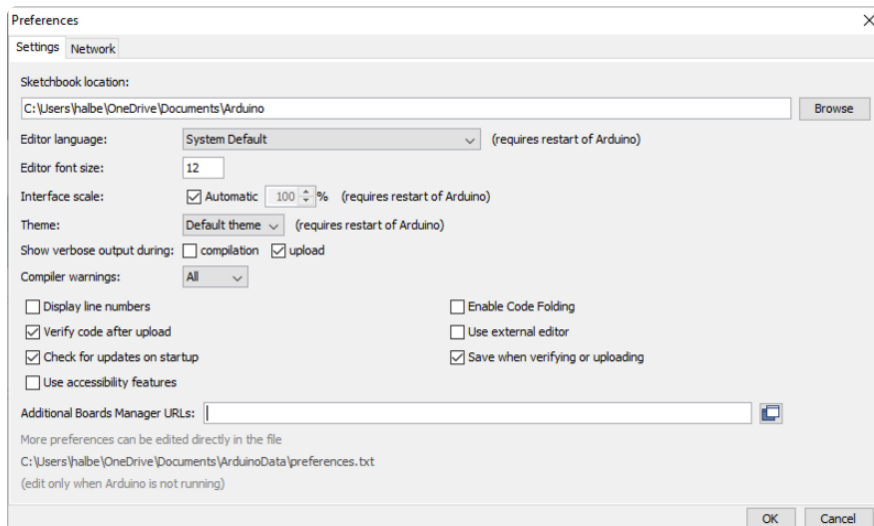 Preferences
Settings Network
Sketchbook location:
C:\Users\halbe\OneDrive\Documents\Arduino Browse
Editor language: System Default (requires restart of Arduino)
Editor font size: 12
Interface scale: Automatic 100 % (requires restart of Arduino)
Theme: Default theme (requires restart of Arduino)
Show verbose output during: compilation upload
Compiler warnings: All
Display line numbers Enable Code Folding
Verify code after upload Use external editor
Check for updates on startup Save when verifying or uploading
Use accessibility features
Additional Boards Manager URLs:
More preferences can be edited directly in the file
C:\Users\halbe\OneDrive\Documents\ArduinoData\preferences.txt
(edit only when Arduino is not running)
OK Cancel